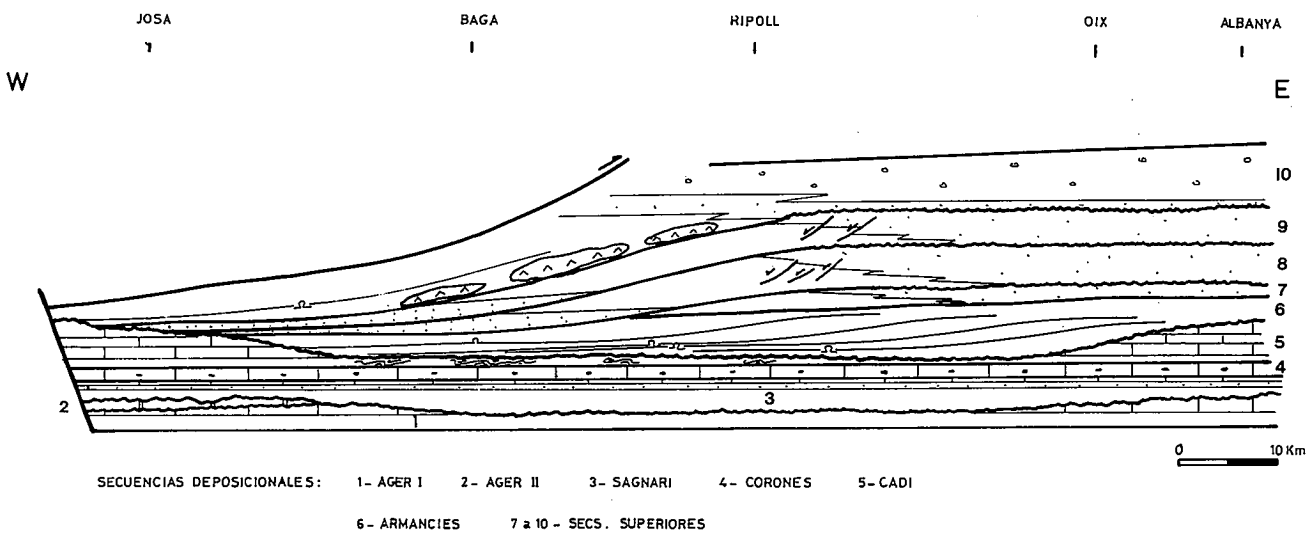 JOSA BAGA RIPOLL OIX ALBANYA
W E
10
9
8
7
6
5
4
2 3
0 10 Km
SECUENCIAS DEPOSICIONALES: 1- AGER I 2- AGER II 3- SAGNARI 4- CORONES 5- CADI
6- ARMANCIES 7 a 10 - SECS. SUPERIORES